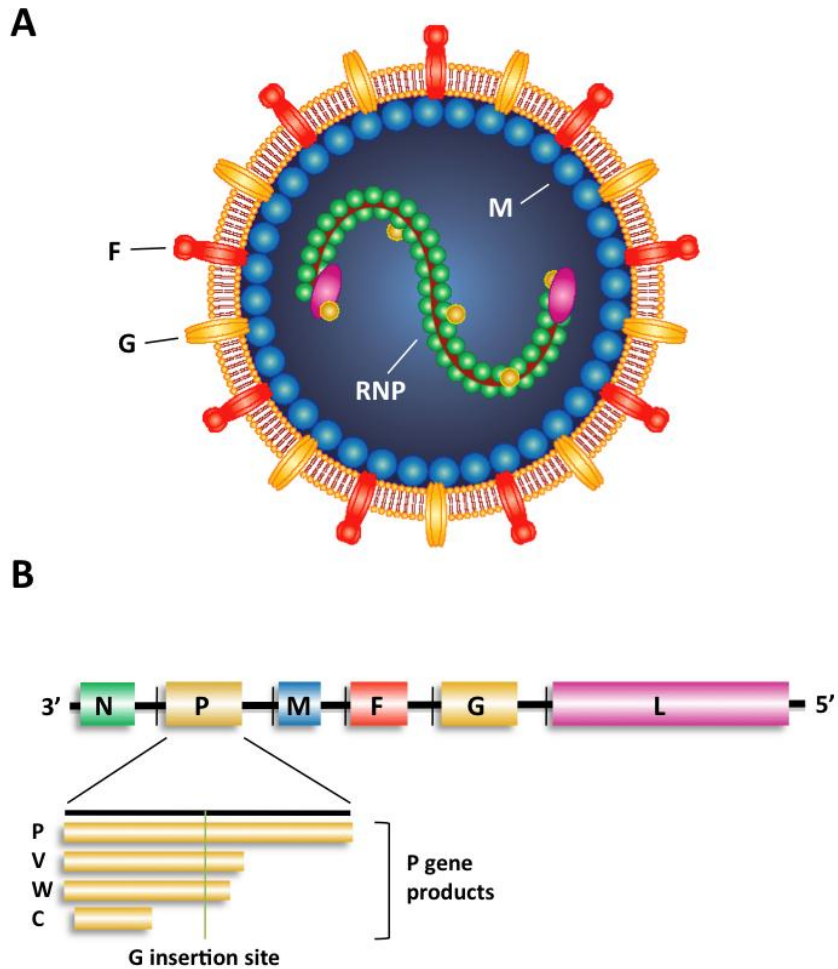 A
M
F
G
RNP
B
3’ N P M F G L 5’
P
V
W
C
P gene
products
G insertion site